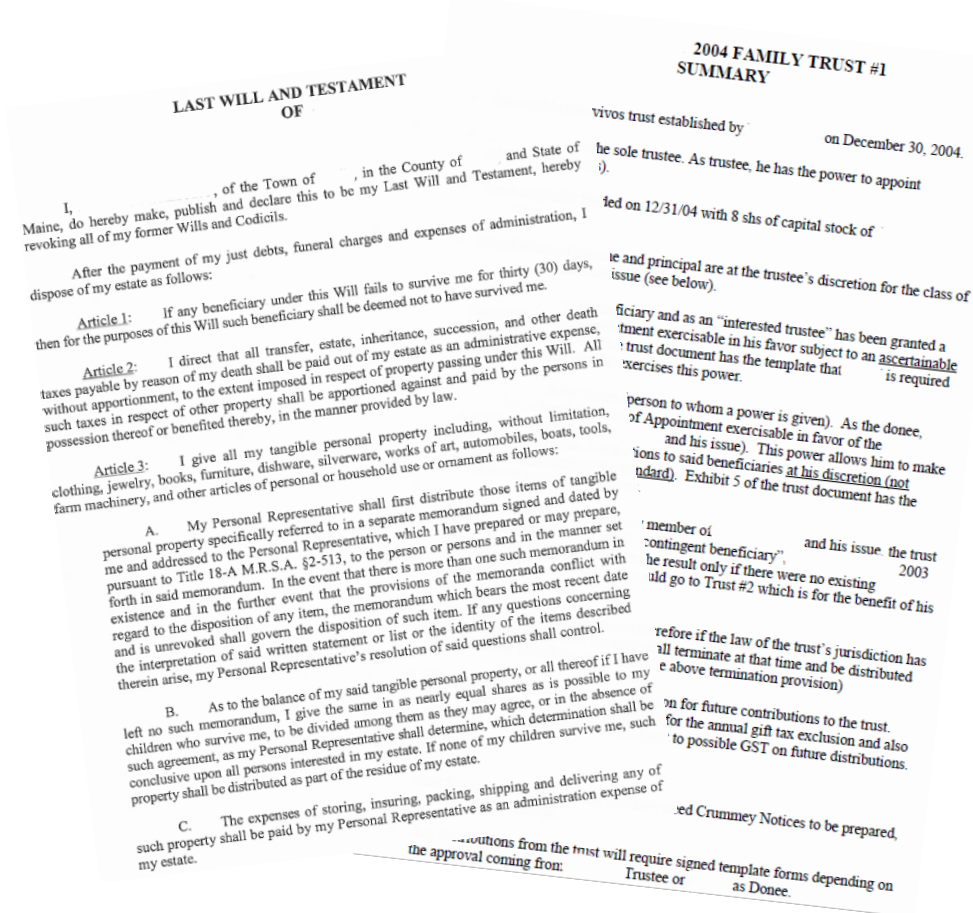 LAST WILL AND TESTAMENT
OF
I, , of the Town of , in the County of and State of
Maine, do hereby make, publish and declare this to be my Last Will and Testament, hereby
revoking all of my former Wills and Codicils.
After the payment of my just debts, funeral charges and expenses of administration, I
dispose of my estate as follows:
Article 1: If any beneficiary under this Will fails to survive me for thirty (30) days,
then for the purposes of this Will such beneficiary shall be deemed not to have survived me.
Article 2: I direct that all transfer, estate, inheritance, succession, and other death
taxes payable by reason of my death shall be paid out of my estate as an administrative expense,
without apportionment, to the extent imposed in respect of property passing under this Will. All
such taxes in respect of other property shall be apportioned against and paid by the persons in
possession thereof or benefited thereby, in the manner provided by law.
Article 3: I give all my tangible personal property including, without limitation,
clothing, jewelry, books, furniture, dishware, silverware, works of art, automobiles, boats, tools,
farm machinery, and other articles of personal or household use or ornament as follows:
A. My Personal Representative shall first distribute those items of tangible
personal property specifically referred to in a separate memorandum signed and dated by
me and addressed to the Personal Representative, which I have prepared or may prepare,
pursuant to Title 18-A M.R.S.A. §2-513, to the person or persons and in the manner set
forth in said memorandum. In the event that there is more than one such memorandum in
existence and in the further event that the provisions of the memoranda conflict with
regard to the disposition of any item, the memorandum which bears the most recent date
and is unrevoked shall govern the disposition of such item. If any questions concerning
the interpretation of said written statement or list or the identity of the items described
therein arise, my Personal Representative's resolution of said questions shall control.
B. As to the balance of my said tangible personal property, or all thereof if I have
left no such memorandum, I give the same in as nearly equal shares as is possible to my
children who survive me, to be divided among them as they may agree, or in the absence of
such agreement, as my Personal Representative shall determine, which determination shall be
conclusive upon all persons interested in my estate. If none of my children survive me, such
property shall be distributed as part of the residue of my estate.
C. The expenses of storing, insuring, packing, shipping and delivering any of
such property shall be paid by my Personal Representative as an administration expense of
my estate.
2004 FAMILY TRUST #1
SUMMARY
vivos trust established by on December 30, 2004.
he sole trustee. As trustee, he has the power to appoint
).
ded on 12/31/04 with 8 shs of capital stock of
e and principal are at the trustee's discretion for the class of
issue (see below).
ficiary and as an "interested trustee" has been granted a
tment exercisable in his favor subject to an ascertainable
trust document has the template that is required
exercises this power.
person to whom a power is given). As the donee,
of Appointment exercisable in favor of the
and his issue). This power allows him to make
tions to said beneficiaries at his discretion (not
ndard). Exhibit 5 of the trust document has the
member of and his issue, the trust
contingent beneficiary", 2003
he result only if there were no existing
uld go to Trust #2 which is for the benefit of his
refore if the law of the trust's jurisdiction has
all terminate at that time and be distributed
e above termination provision)
on for future contributions to the trust.
for the annual gift tax exclusion and also
to possible GST on future distributions.
ed Crummey Notices to be prepared,
butions from the trust will require signed template forms depending on
the approval coming from: Trustee or as Donee.